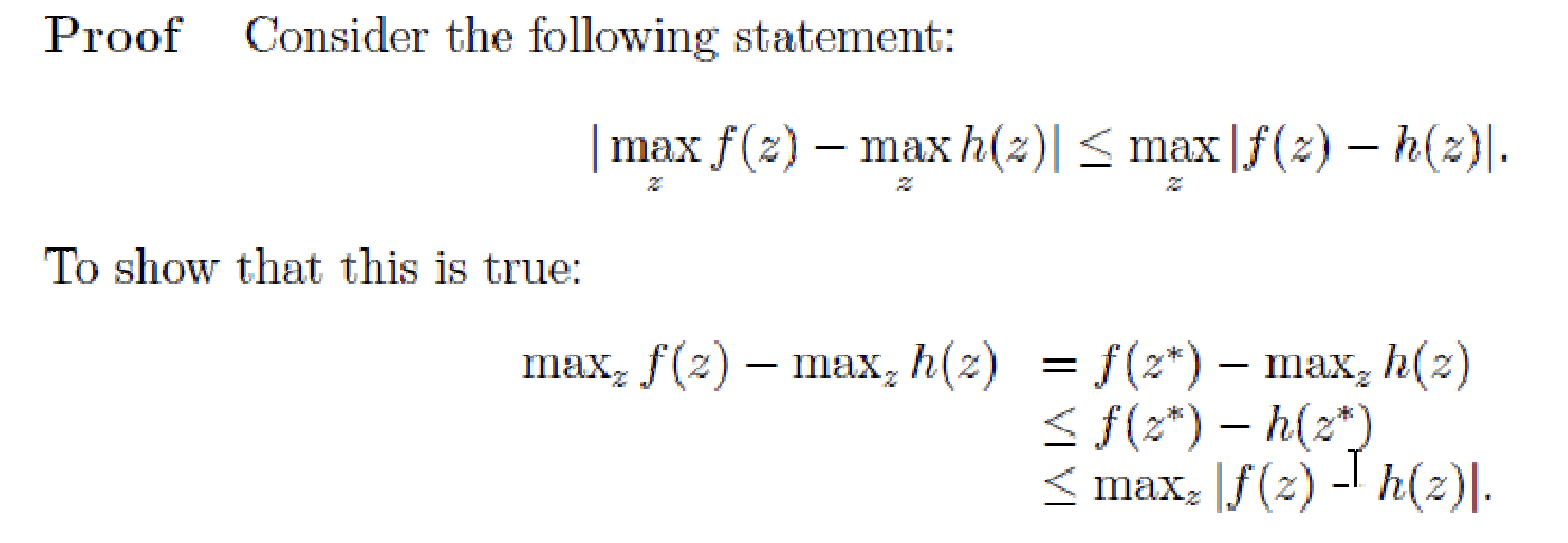 Proof Consider the following statement:
| max_z f(z) − max_z h(z)| ≤ max_z |f(z) − h(z)|.
To show that this is true:
max_z f(z) − max_z h(z) = f(z*) − max_z h(z)
≤ f(z*) − h(z*)
≤ max_z |f(z) − h(z)|.